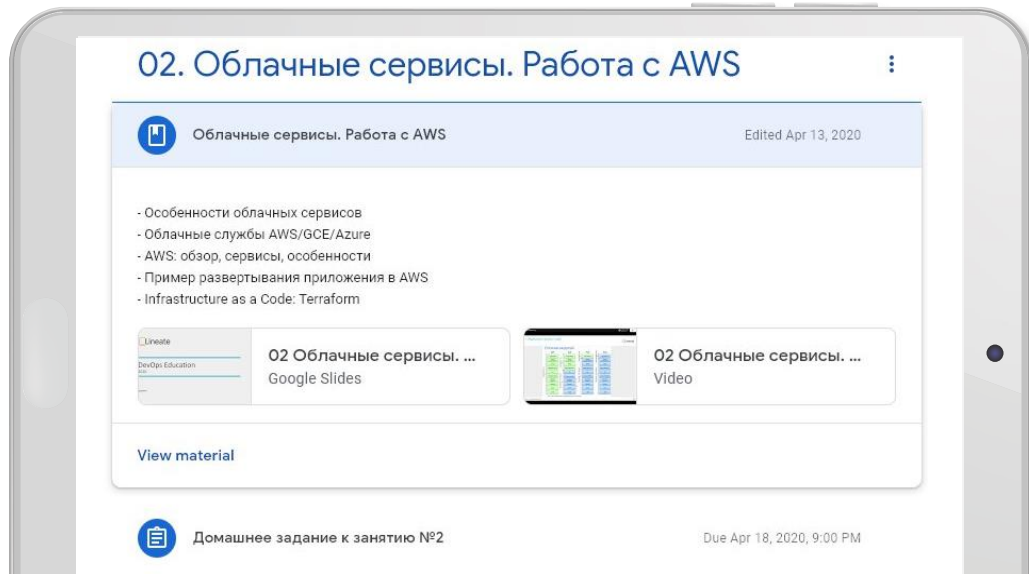 02. Облачные сервисы. Работа с AWS
Облачные сервисы. Работа с AWS
Edited Apr 13, 2020
- Особенности облачных сервисов
- Облачные службы AWS/GCE/Azure
- AWS: обзор, сервисы, особенности
- Пример развертывания приложения в AWS
- Infrastructure as a Code: Terraform
Lineate
DevOps Education
02 Облачные сервисы. ...
Google Slides
02 Облачные сервисы. ...
Video
View material
Домашнее задание к занятию №2
Due Apr 18, 2020, 9:00 PM